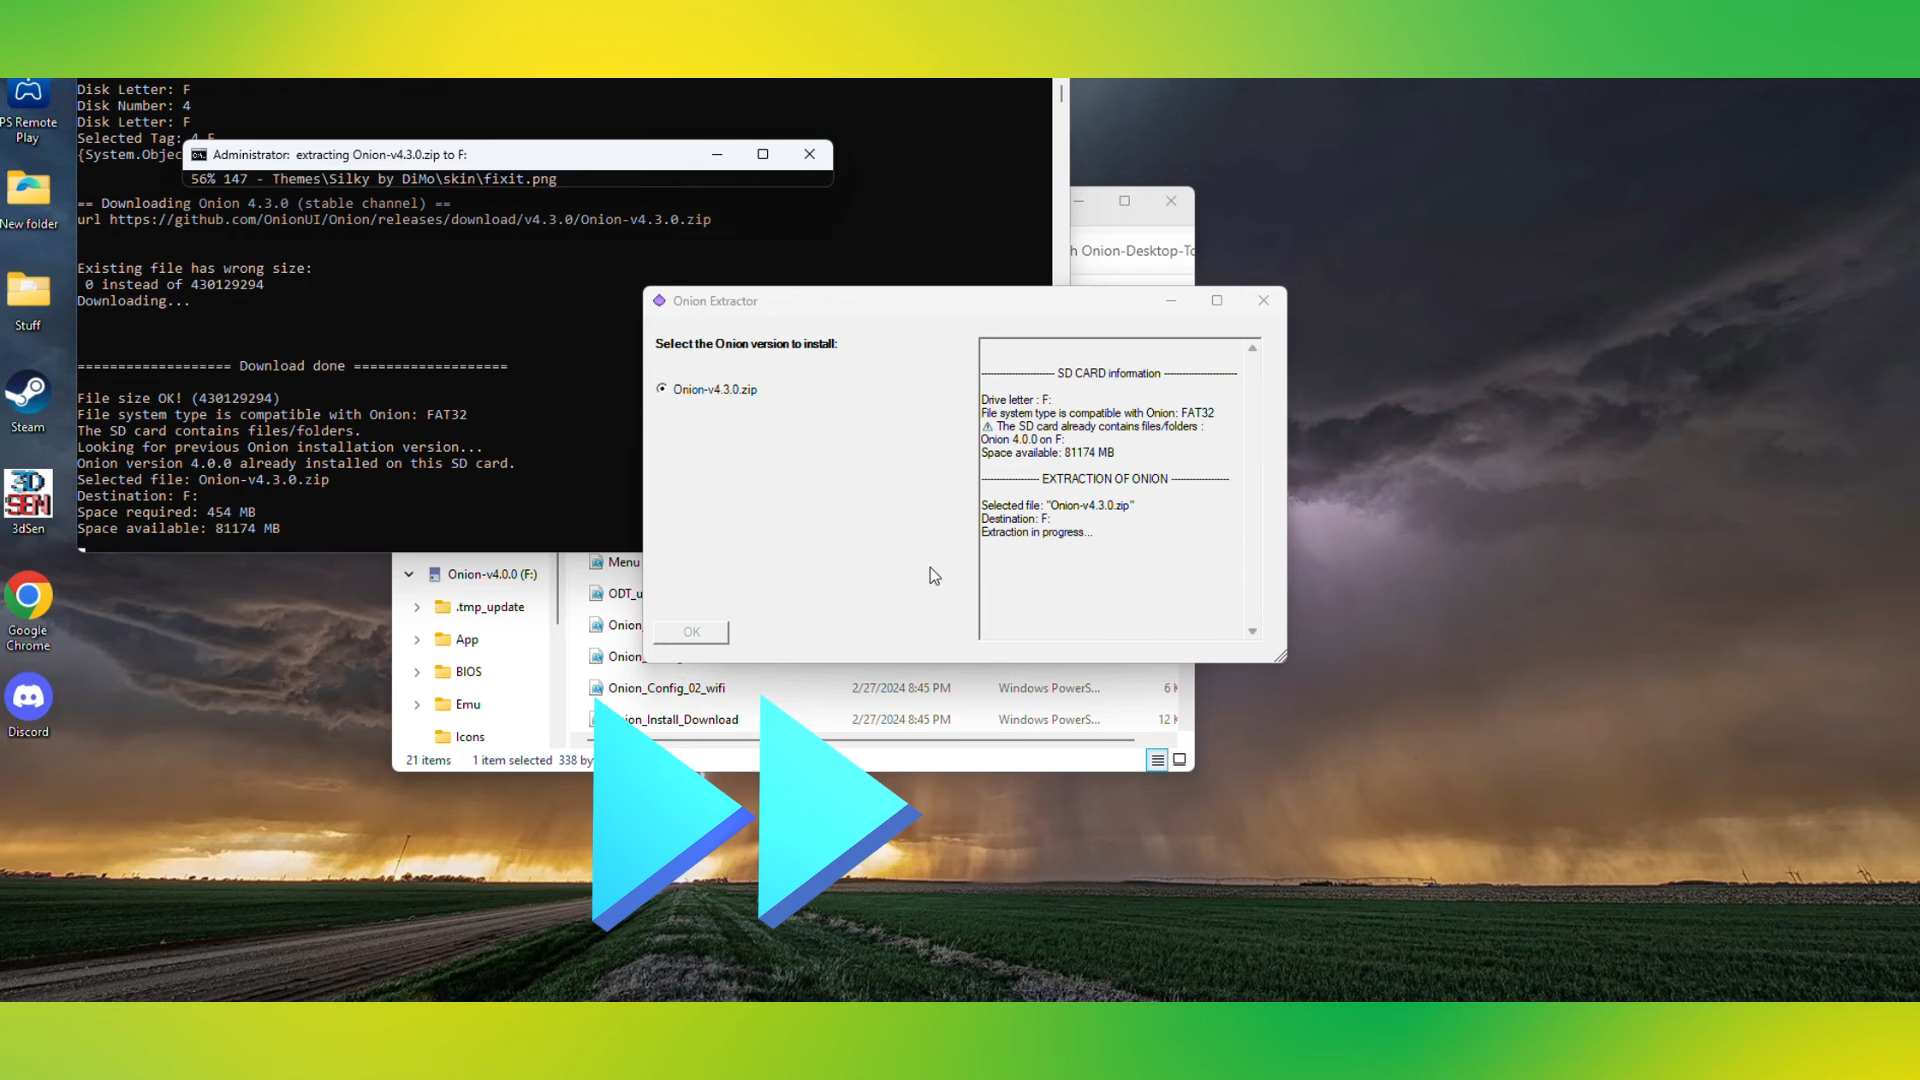 PS Remote
Play
New folder
Stuff
Steam
3D
SEN
3dSen
Google
Chrome
Discord
Disk Letter: F
Disk Number: 4
Disk Letter: F
Selected Tag: 4 F
{System.Objec
Administrator: extracting Onion-v4.3.0.zip to F:
56% 147 - Themes\Silky by DiMo\skin\fixit.png
== Downloading Onion 4.3.0 (stable channel) ==
url https://github.com/OnionUI/Onion/releases/download/v4.3.0/Onion-v4.3.0.zip
Existing file has wrong size:
0 instead of 430129294
Downloading...
=================== Download done ===================
File size OK! (430129294)
File system type is compatible with Onion: FAT32
The SD card contains files/folders.
Looking for previous Onion installation version...
Onion version 4.0.0 already installed on this SD card.
Selected file: Onion-v4.3.0.zip
Destination: F:
Space required: 454 MB
Space available: 81174 MB
h Onion-Desktop-To
Onion Extractor
Select the Onion version to install:
Onion-v4.3.0.zip
OK
---------------------- SD CARD information ----------------------
Drive letter : F:
File system type is compatible with Onion: FAT32
⚠ The SD card already contains files/folders :
Onion 4.0.0 on F:
Space available: 81174 MB
----------------- EXTRACTION OF ONION -----------------
Selected file: "Onion-v4.3.0.zip"
Destination: F:
Extraction in progress...
Onion-v4.0.0 (F:)
.tmp_update
App
BIOS
Emu
Icons
Menu
ODT_u
Onion_
Onion_
Onion_Config_02_wifi 2/27/2024 8:45 PM Windows PowerS... 6 K
on_Install_Download 2/27/2024 8:45 PM Windows PowerS... 12 K
21 items 1 item selected 338 by